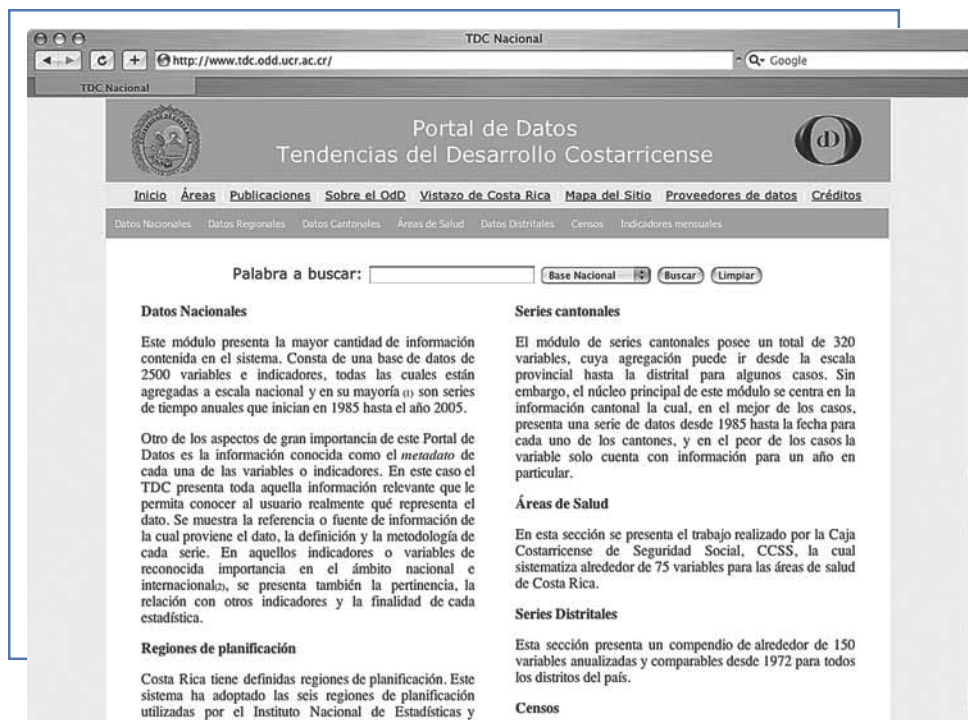 TDC Nacional
http://www.tdc.odd.ucr.ac.cr/
Google
TDC Nacional
Portal de Datos
Tendencias del Desarrollo Costarricense
Inicio Áreas Publicaciones Sobre el OdD Vistazo de Costa Rica Mapa del Sitio Proveedores de datos Créditos
Datos Nacionales Datos Regionales Datos Cantonales Áreas de Salud Datos Distritales Censos Indicadores mensuales
Palabra a buscar: Base Nacional Buscar Limpiar
Datos Nacionales
Este módulo presenta la mayor cantidad de información
contenida en el sistema. Consta de una base de datos de
2500 variables e indicadores, todas las cuales están
agregadas a escala nacional y en su mayoría (1) son series
de tiempo anuales que inician en 1985 hasta el año 2005.
Otro de los aspectos de gran importancia de este Portal de
Datos es la información conocida como el metadato de
cada una de las variables o indicadores. En este caso el
TDC presenta toda aquella información relevante que le
permita conocer al usuario realmente qué representa el
dato. Se muestra la referencia o fuente de información de
la cual proviene el dato, la definición y la metodología de
cada serie. En aquellos indicadores o variables de
reconocida importancia en el ámbito nacional e
internacional(2), se presenta también la pertinencia, la
relación con otros indicadores y la finalidad de cada
estadística.
Regiones de planificación
Costa Rica tiene definidas regiones de planificación. Este
sistema ha adoptado las seis regiones de planificación
utilizadas por el Instituto Nacional de Estadísticas y
Series cantonales
El módulo de series cantonales posee un total de 320
variables, cuya agregación puede ir desde la escala
provincial hasta la distrital para algunos casos. Sin
embargo, el núcleo principal de este módulo se centra en la
información cantonal la cual, en el mejor de los casos,
presenta una serie de datos desde 1985 hasta la fecha para
cada uno de los cantones, y en el peor de los casos la
variable solo cuenta con información para un año en
particular.
Áreas de Salud
En esta sección se presenta el trabajo realizado por la Caja
Costarricense de Seguridad Social, CCSS, la cual
sistematiza alrededor de 75 variables para las áreas de salud
de Costa Rica.
Series Distritales
Esta sección presenta un compendio de alrededor de 150
variables anualizadas y comparables desde 1972 para todos
los distritos del país.
Censos